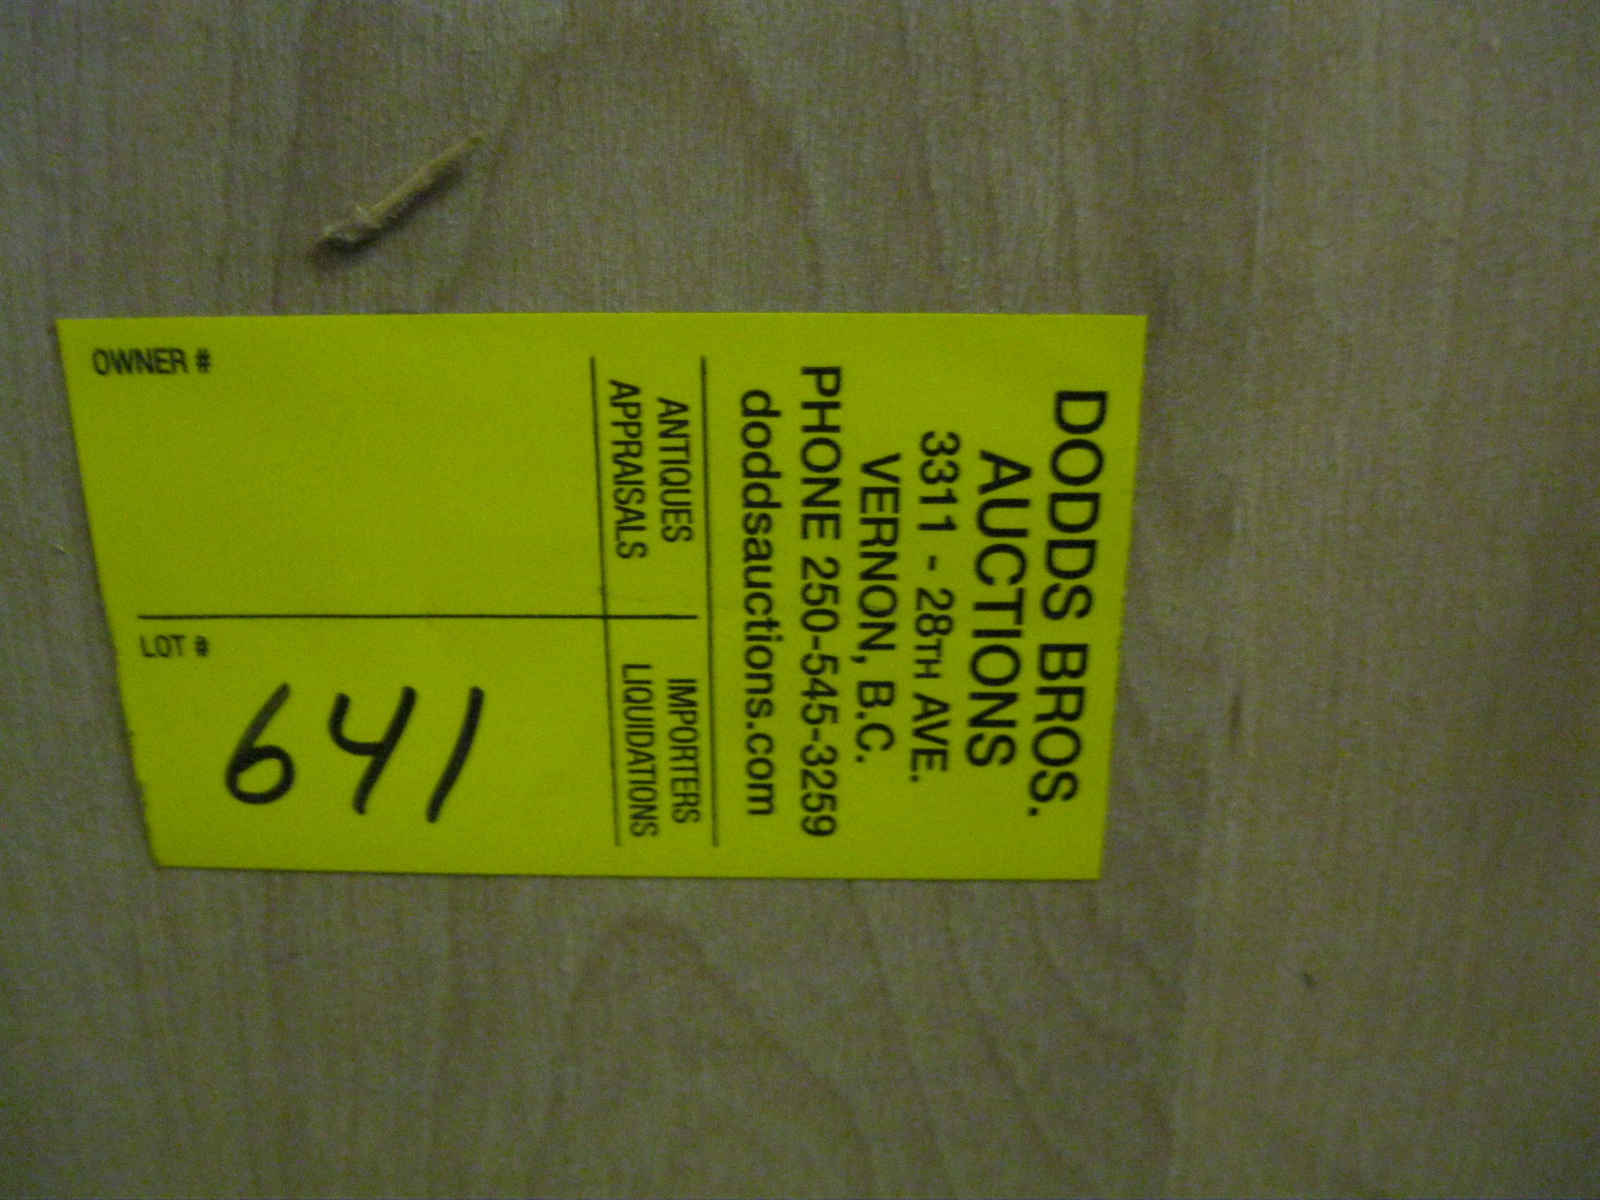 DODDS BROS.
AUCTIONS
3311 - 28TH AVE.
VERNON, B.C.
PHONE 250-545-3259
doddsauctions.com
ANTIQUES
APPRAISALS
IMPORTERS
LIQUIDATIONS
OWNER #
LOT #
641